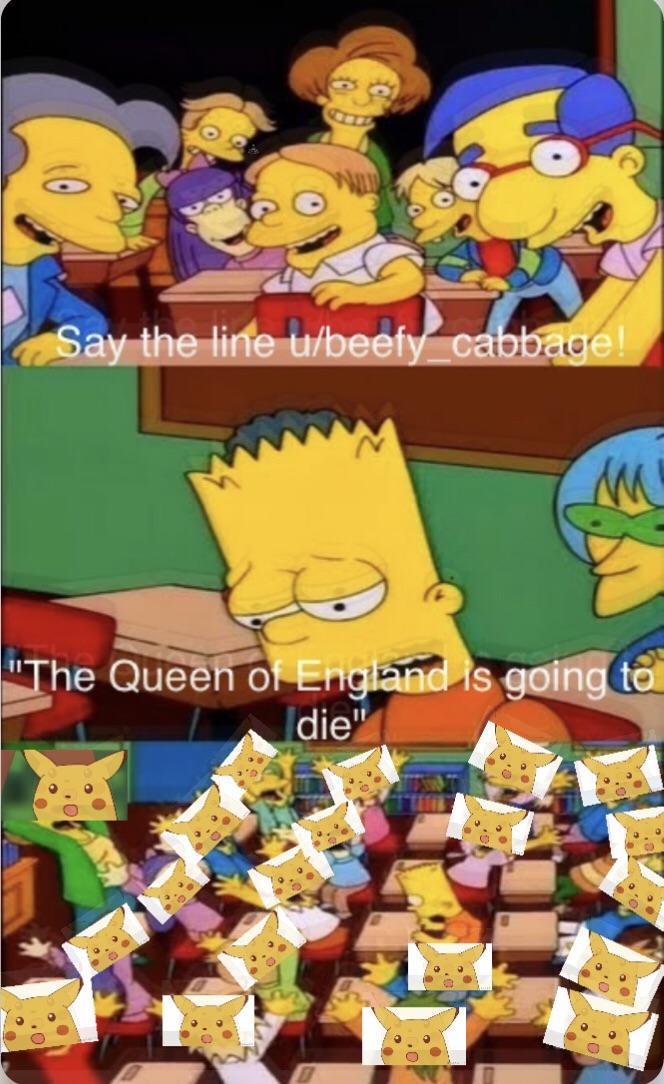 Say the line u/beefy_cabbage!
"The Queen of England is going to
die"